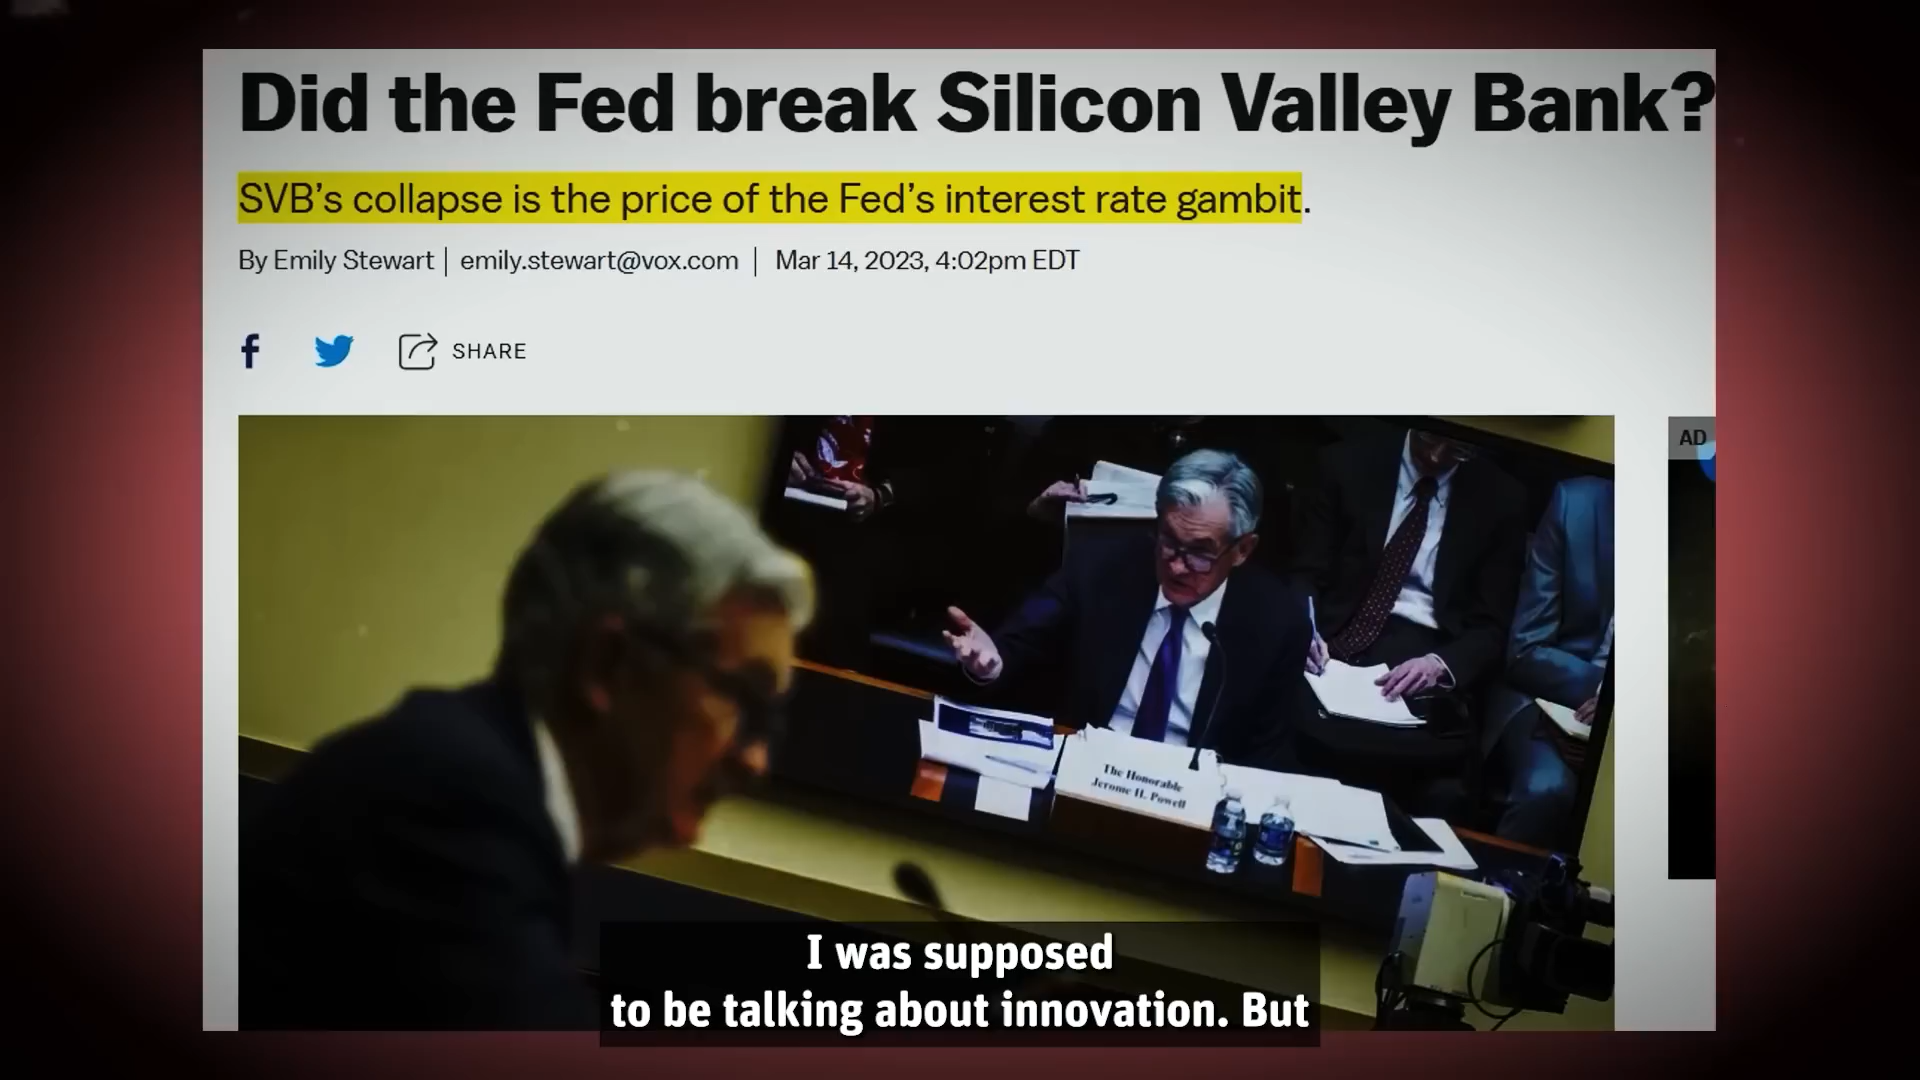 Did the Fed break Silicon Valley Bank?
SVB’s collapse is the price of the Fed’s interest rate gambit.
By Emily Stewart | emily.stewart@vox.com | Mar 14, 2023, 4:02pm EDT
SHARE
AD
The Honorable
Jerome H. Powell
I was supposed
to be talking about innovation. But